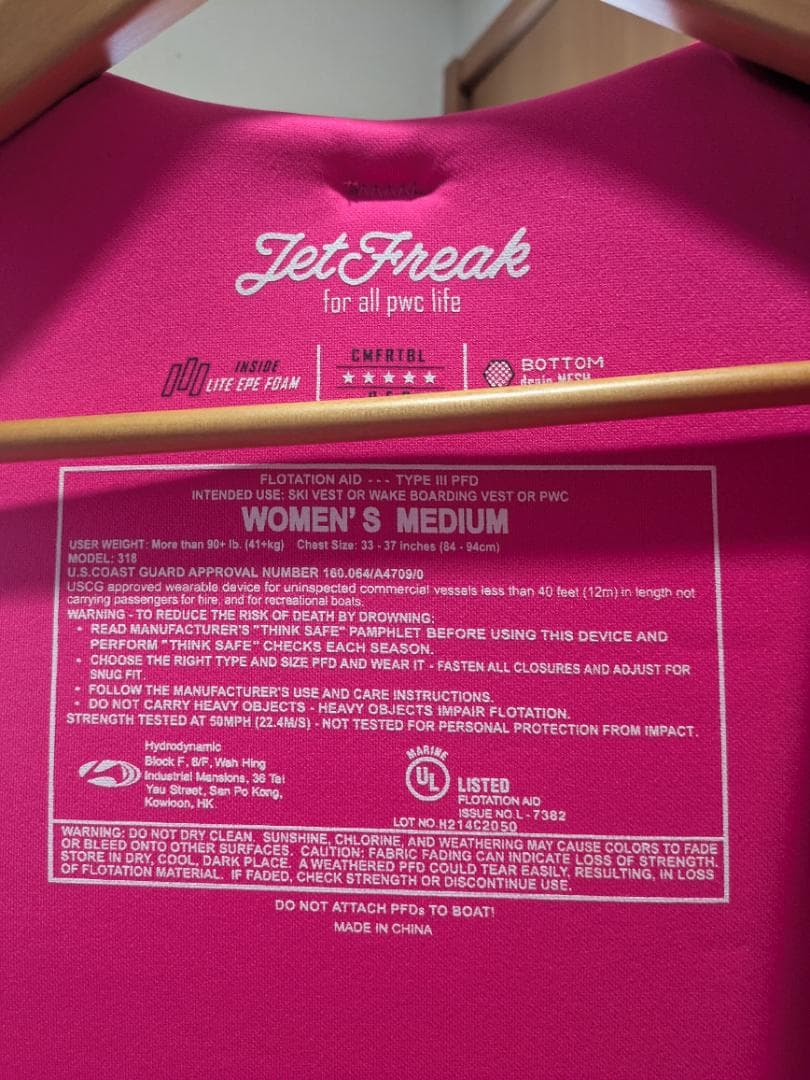 JetFreak
for all pwc life
INSIDE
LITE EPE FOAM
CMFRTBL
BOTTOM
drain MESH
FLOTATION AID --- TYPE III PFD
INTENDED USE: SKI VEST OR WAKE BOARDING VEST OR PWC
WOMEN'S MEDIUM
USER WEIGHT: More than 90+ lb. (41+kg) Chest Size: 33 - 37 inches (84 - 94cm)
MODEL: 318
U.S.COAST GUARD APPROVAL NUMBER 160.064/A4709/0
USCG approved wearable device for uninspected commercial vessels less than 40 feet (12m) in length not
carrying passengers for hire, and for recreational boats.
WARNING - TO REDUCE THE RISK OF DEATH BY DROWNING:
• READ MANUFACTURER'S "THINK SAFE" PAMPHLET BEFORE USING THIS DEVICE AND
PERFORM "THINK SAFE" CHECKS EACH SEASON.
• CHOOSE THE RIGHT TYPE AND SIZE PFD AND WEAR IT - FASTEN ALL CLOSURES AND ADJUST FOR
SNUG FIT.
• FOLLOW THE MANUFACTURER'S USE AND CARE INSTRUCTIONS.
• DO NOT CARRY HEAVY OBJECTS - HEAVY OBJECTS IMPAIR FLOTATION.
STRENGTH TESTED AT 50MPH (22.4M/S) - NOT TESTED FOR PERSONAL PROTECTION FROM IMPACT.
Hydrodynamic
Block F, 8/F, Wah Hing
Industrial Mansions, 36 Tai
Yau Street, San Po Kong,
Kowloon, HK
MARINE
UL LISTED
FLOTATION AID
ISSUE NO.L - 7382
LOT NO.H214C2050
WARNING: DO NOT DRY CLEAN. SUNSHINE, CHLORINE, AND WEATHERING MAY CAUSE COLORS TO FADE
OR BLEED ONTO OTHER SURFACES. CAUTION: FABRIC FADING CAN INDICATE LOSS OF STRENGTH.
STORE IN DRY, COOL, DARK PLACE. A WEATHERED PFD COULD TEAR EASILY, RESULTING, IN LOSS
OF FLOTATION MATERIAL. IF FADED, CHECK STRENGTH OR DISCONTINUE USE.
DO NOT ATTACH PFDs TO BOAT!
MADE IN CHINA